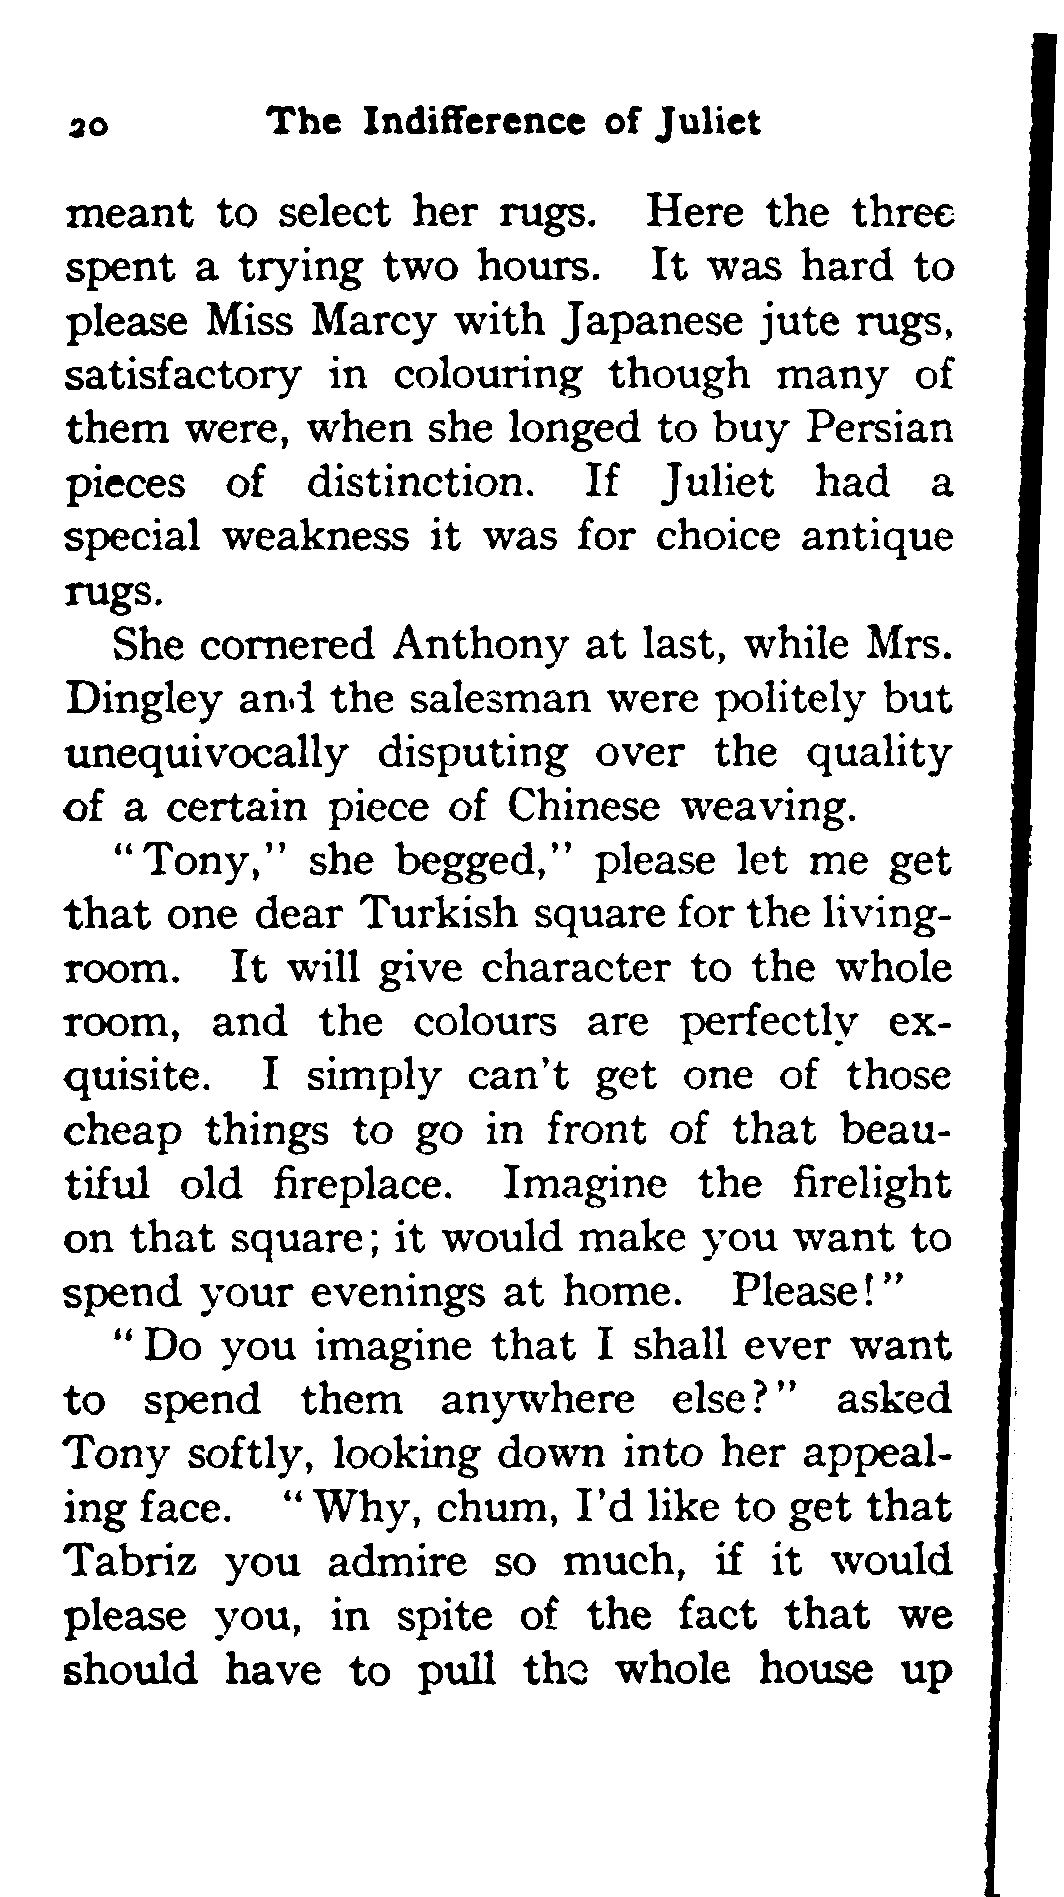 20 The Indifference of Juliet
meant to select her rugs. Here the three
spent a trying two hours. It was hard to
please Miss Marcy with Japanese jute rugs,
satisfactory in colouring though many of
them were, when she longed to buy Persian
pieces of distinction. If Juliet had a
special weakness it was for choice antique
rugs.
She cornered Anthony at last, while Mrs.
Dingley and the salesman were politely but
unequivocally disputing over the quality
of a certain piece of Chinese weaving.
"Tony," she begged," please let me get
that one dear Turkish square for the living-
room. It will give character to the whole
room, and the colours are perfectly ex-
quisite. I simply can't get one of those
cheap things to go in front of that beau-
tiful old fireplace. Imagine the firelight
on that square; it would make you want to
spend your evenings at home. Please!"
"Do you imagine that I shall ever want
to spend them anywhere else?" asked
Tony softly, looking down into her appeal-
ing face. "Why, chum, I'd like to get that
Tabriz you admire so much, if it would
please you, in spite of the fact that we
should have to pull the whole house up